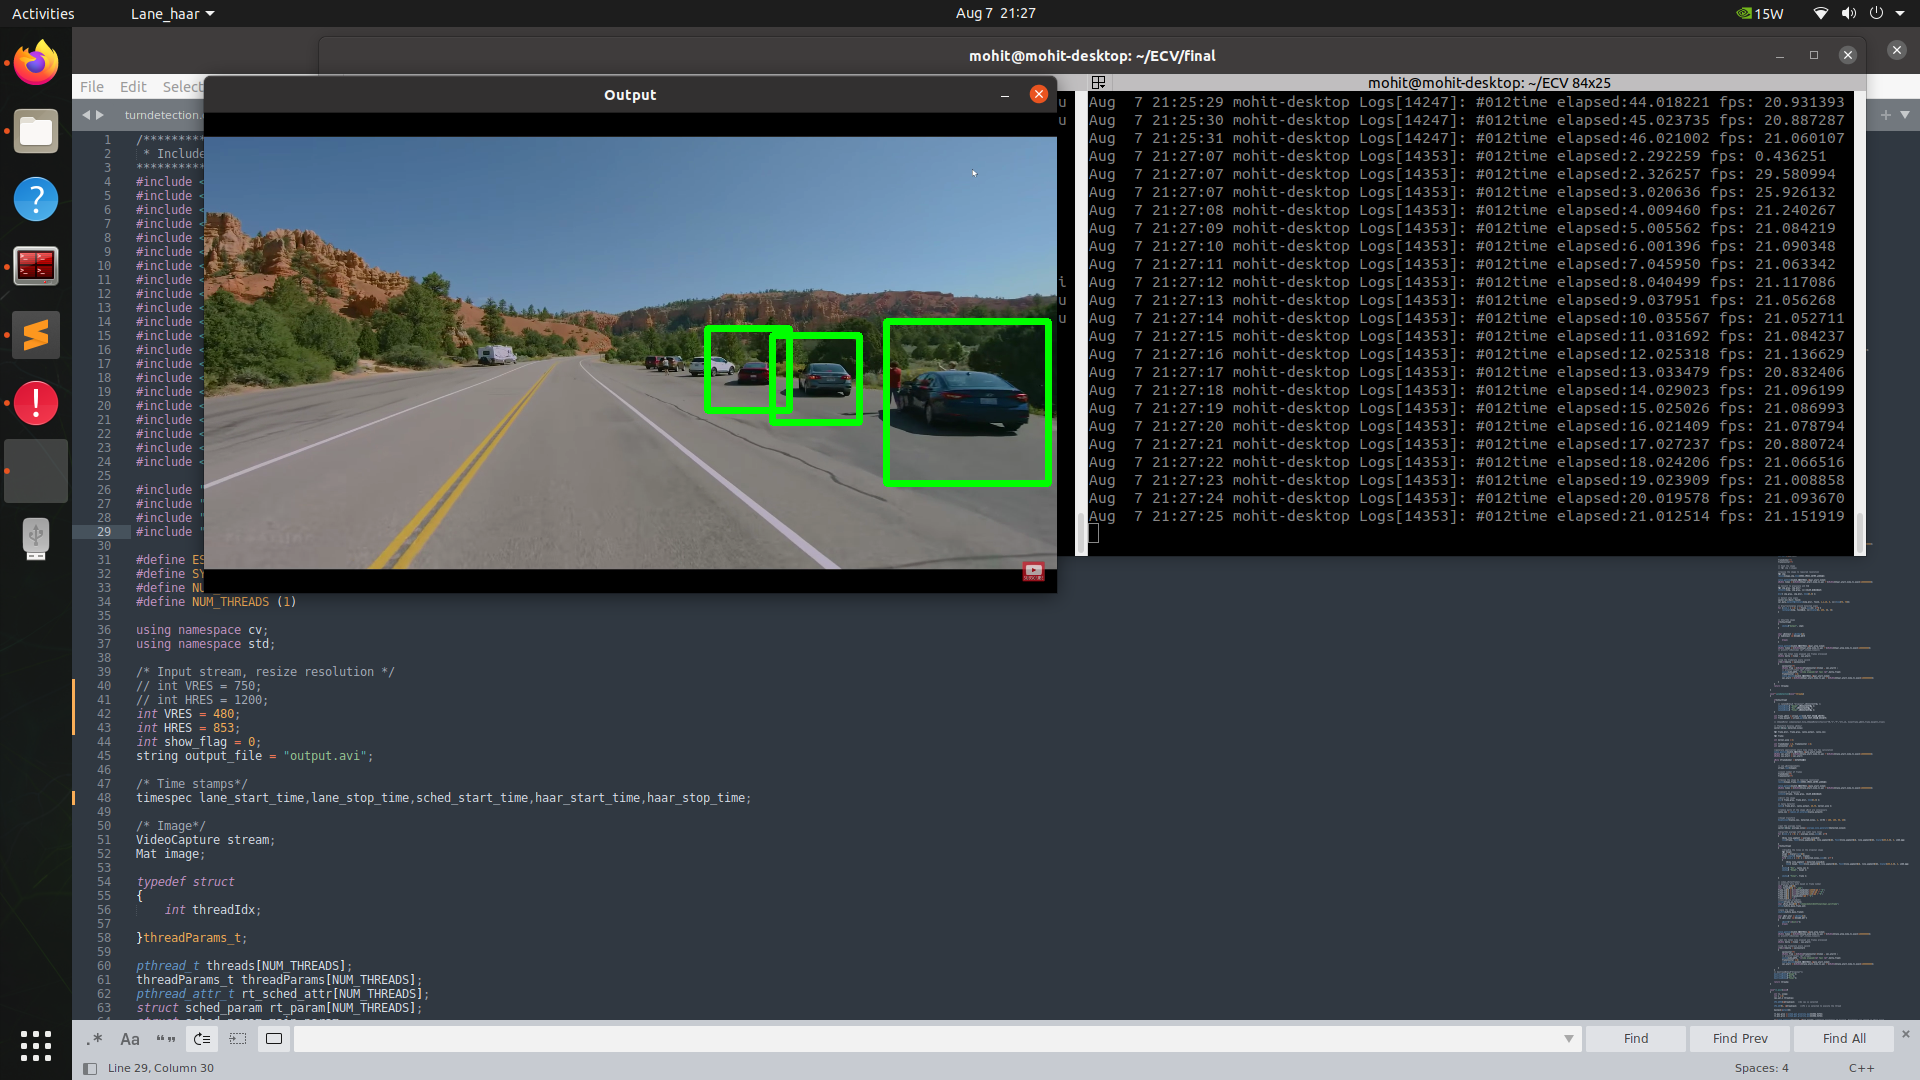 Activities
Lane_haar
Aug 7 21:27
15W
mohit@mohit-desktop: ~/ECV/final
File Edit Select
Output
mohit@mohit-desktop: ~/ECV 84x25
turndetection.
Aug 7 21:25:29 mohit-desktop Logs[14247]: #012time elapsed:44.018221 fps: 20.931393
Aug 7 21:25:30 mohit-desktop Logs[14247]: #012time elapsed:45.023735 fps: 20.887287
Aug 7 21:25:31 mohit-desktop Logs[14247]: #012time elapsed:46.021002 fps: 21.060107
Aug 7 21:27:07 mohit-desktop Logs[14353]: #012time elapsed:2.292259 fps: 0.436251
Aug 7 21:27:07 mohit-desktop Logs[14353]: #012time elapsed:2.326257 fps: 29.580994
Aug 7 21:27:07 mohit-desktop Logs[14353]: #012time elapsed:3.020636 fps: 25.926132
Aug 7 21:27:08 mohit-desktop Logs[14353]: #012time elapsed:4.009460 fps: 21.240267
Aug 7 21:27:09 mohit-desktop Logs[14353]: #012time elapsed:5.005562 fps: 21.084219
Aug 7 21:27:10 mohit-desktop Logs[14353]: #012time elapsed:6.001396 fps: 21.090348
Aug 7 21:27:11 mohit-desktop Logs[14353]: #012time elapsed:7.045950 fps: 21.063342
Aug 7 21:27:12 mohit-desktop Logs[14353]: #012time elapsed:8.040499 fps: 21.117086
Aug 7 21:27:13 mohit-desktop Logs[14353]: #012time elapsed:9.037951 fps: 21.056268
Aug 7 21:27:14 mohit-desktop Logs[14353]: #012time elapsed:10.035567 fps: 21.052711
Aug 7 21:27:15 mohit-desktop Logs[14353]: #012time elapsed:11.031692 fps: 21.084237
Aug 7 21:27:16 mohit-desktop Logs[14353]: #012time elapsed:12.025318 fps: 21.136629
Aug 7 21:27:17 mohit-desktop Logs[14353]: #012time elapsed:13.033479 fps: 20.832406
Aug 7 21:27:18 mohit-desktop Logs[14353]: #012time elapsed:14.029023 fps: 21.096199
Aug 7 21:27:19 mohit-desktop Logs[14353]: #012time elapsed:15.025026 fps: 21.086993
Aug 7 21:27:20 mohit-desktop Logs[14353]: #012time elapsed:16.021409 fps: 21.078794
Aug 7 21:27:21 mohit-desktop Logs[14353]: #012time elapsed:17.027237 fps: 20.880724
Aug 7 21:27:22 mohit-desktop Logs[14353]: #012time elapsed:18.024206 fps: 21.066516
Aug 7 21:27:23 mohit-desktop Logs[14353]: #012time elapsed:19.023909 fps: 21.008858
Aug 7 21:27:24 mohit-desktop Logs[14353]: #012time elapsed:20.019578 fps: 21.093670
Aug 7 21:27:25 mohit-desktop Logs[14353]: #012time elapsed:21.012514 fps: 21.151919
1 /*********
2 * Include
3 **********
4 #include <
5 #include <
6 #include <
7 #include <
8 #include <
9 #include <
10 #include <
11 #include <
12 #include <
13 #include <
14 #include <
15 #include <
16 #include <
17 #include <
18 #include <
19 #include <
20 #include <
21 #include <
22 #include <
23 #include <
24 #include <
25
26 #include "
27 #include "
28 #include "
29 #include "
30
31 #define ES
32 #define SY
33 #define NU
34 #define NUM_THREADS (1)
35
36 using namespace cv;
37 using namespace std;
38
39 /* Input stream, resize resolution */
40 // int VRES = 750;
41 // int HRES = 1200;
42 int VRES = 480;
43 int HRES = 853;
44 int show_flag = 0;
45 string output_file = "output.avi";
46
47 /* Time stamps*/
48 timespec lane_start_time,lane_stop_time,sched_start_time,haar_start_time,haar_stop_time;
49
50 /* Image*/
51 VideoCapture stream;
52 Mat image;
53
54 typedef struct
55 {
56 int threadIdx;
57
58 }threadParams_t;
59
60 pthread_t threads[NUM_THREADS];
61 threadParams_t threadParams[NUM_THREADS];
62 pthread_attr_t rt_sched_attr[NUM_THREADS];
63 struct sched_param rt_param[NUM_THREADS];
.* Aa “”
Find Find Prev Find All
Line 29, Column 30
Spaces: 4 C++